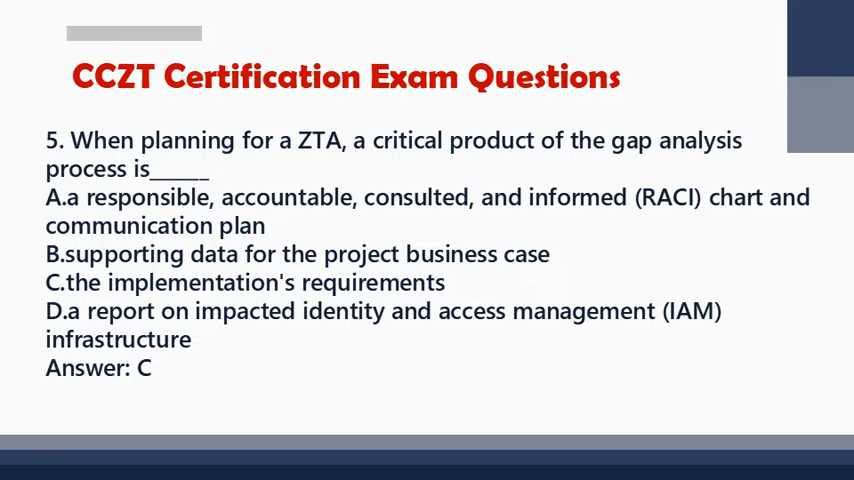 CCZT Certification Exam Questions
5. When planning for a ZTA, a critical product of the gap analysis
process is_____
A.a responsible, accountable, consulted, and informed (RACI) chart and
communication plan
B.supporting data for the project business case
C.the implementation's requirements
D.a report on impacted identity and access management (IAM)
infrastructure
Answer: C